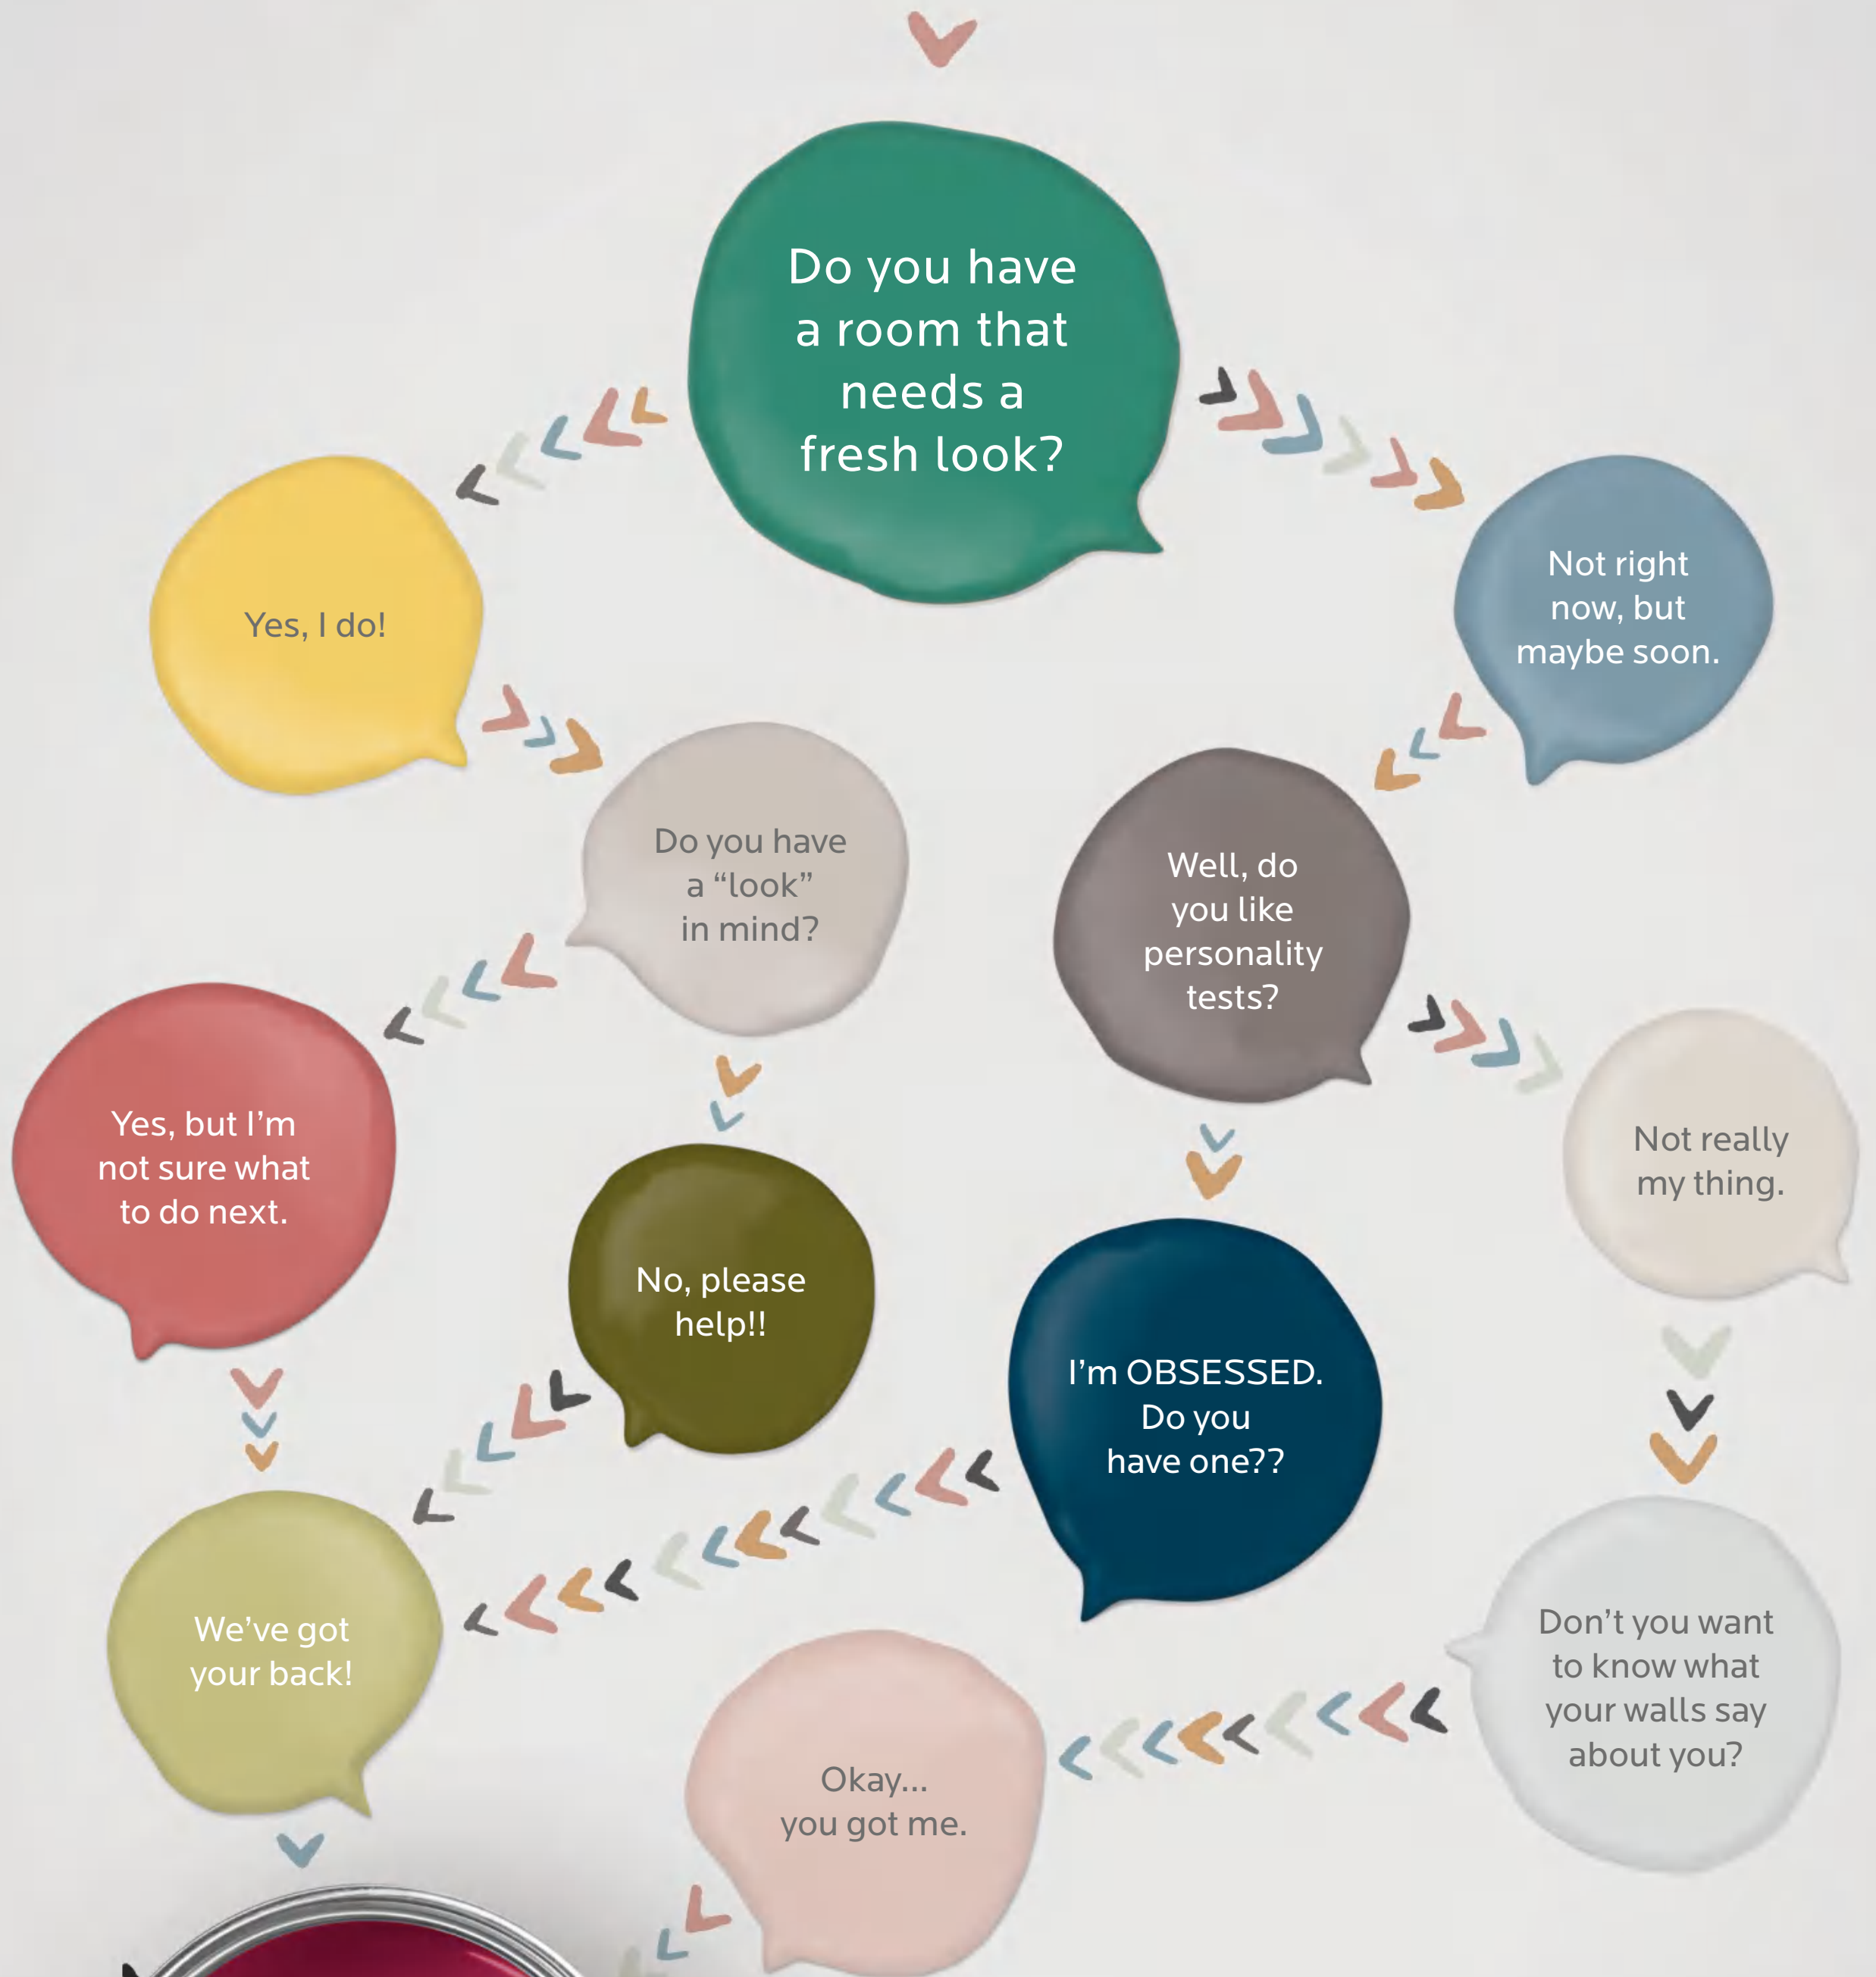 Do you have
a room that
needs a
fresh look?
Yes, I do!
Not right
now, but
maybe soon.
Do you have
a “look”
in mind?
Well, do
you like
personality
tests?
Yes, but I’m
not sure what
to do next.
Not really
my thing.
No, please
help!!
I’m OBSESSED.
Do you
have one??
We’ve got
your back!
Don’t you want
to know what
your walls say
about you?
Okay...
you got me.